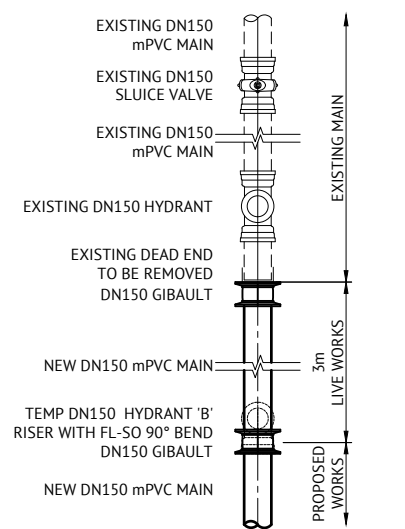 EXISTING DN150
mPVC MAIN
EXISTING DN150
SLUICE VALVE
EXISTING DN150
mPVC MAIN
EXISTING DN150 HYDRANT
EXISTING DEAD END
TO BE REMOVED
DN150 GIBAULT
NEW DN150 mPVC MAIN
TEMP DN150 HYDRANT 'B'
RISER WITH FL-SO 90° BEND
DN150 GIBAULT
NEW DN150 mPVC MAIN
EXISTING MAIN
3m
LIVE WORKS
PROPOSED
WORKS